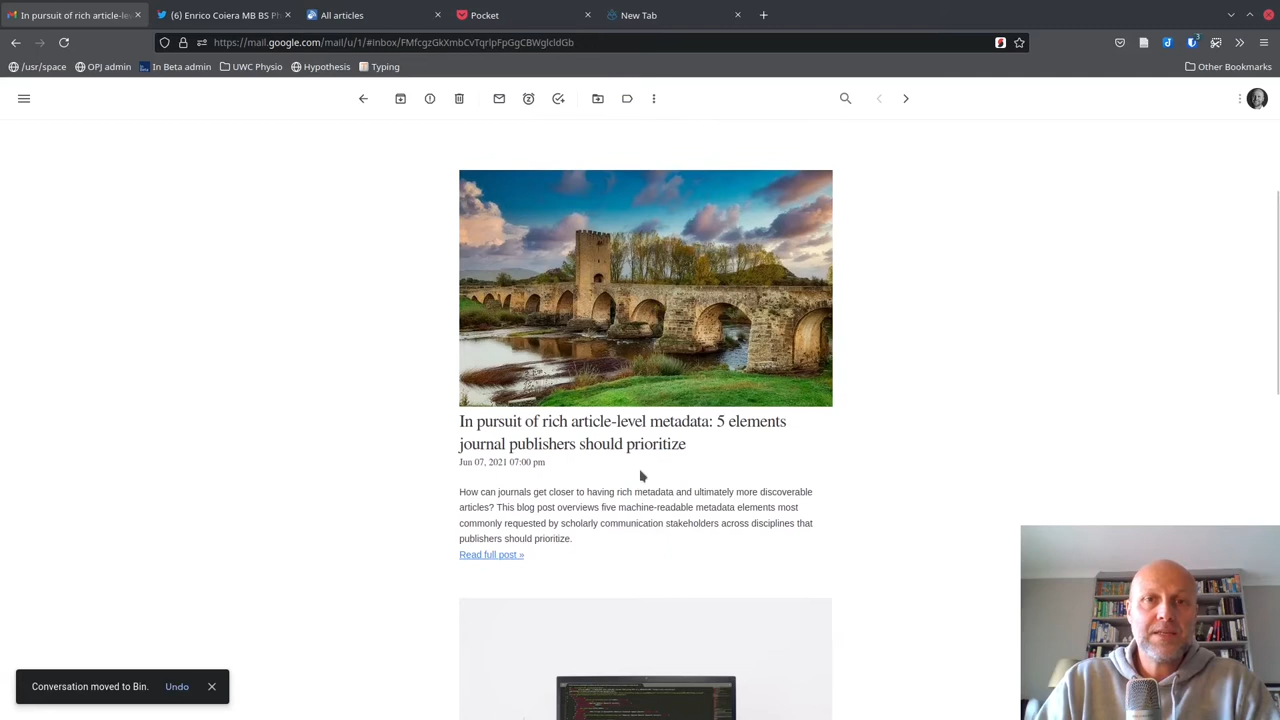 In pursuit of rich article-lev
(6) Enrico Coiera MB BS Ph
All articles
Pocket
New Tab
https://mail.google.com/mail/u/1/#inbox/FMfcgzGkXmbCvTqrlpFpGgCBWglcldGb
3
/usr/space
OPJ admin
In Beta admin
UWC Physio
Hypothesis
Typing
Other Bookmarks
In pursuit of rich article-level metadata: 5 elements
journal publishers should prioritize
Jun 07, 2021 07:00 pm
How can journals get closer to having rich metadata and ultimately more discoverable
articles? This blog post overviews five machine-readable metadata elements most
commonly requested by scholarly communication stakeholders across disciplines that
publishers should prioritize.
Read full post »
Conversation moved to Bin.
Undo